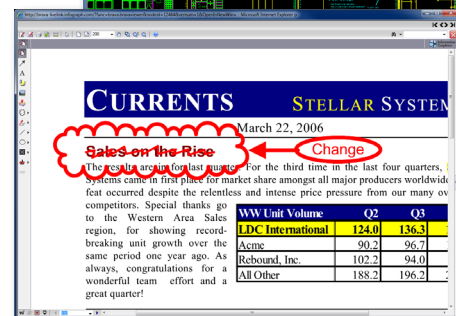 CURRENTS STELLAR SYSTEM
March 22, 2006
Sales on the Rise
Change
The results are in for last quarter. For the third time in the last four quarters,
Systems came in first place for market share amongst all major producers worldwide
feat occurred despite the relentless and intense price pressure from our many
competitors. Special thanks go
to the Western Area Sales
region, for showing record-
breaking unit growth over the
same period one year ago. As
always, congratulations for a
wonderful team effort and a
great quarter!
WW Unit Volume Q2 Q3
LDC International 124.0 136.3
Acme 90.2 96.7
Rebound, Inc. 102.2 94.0
All Other 188.2 196.2